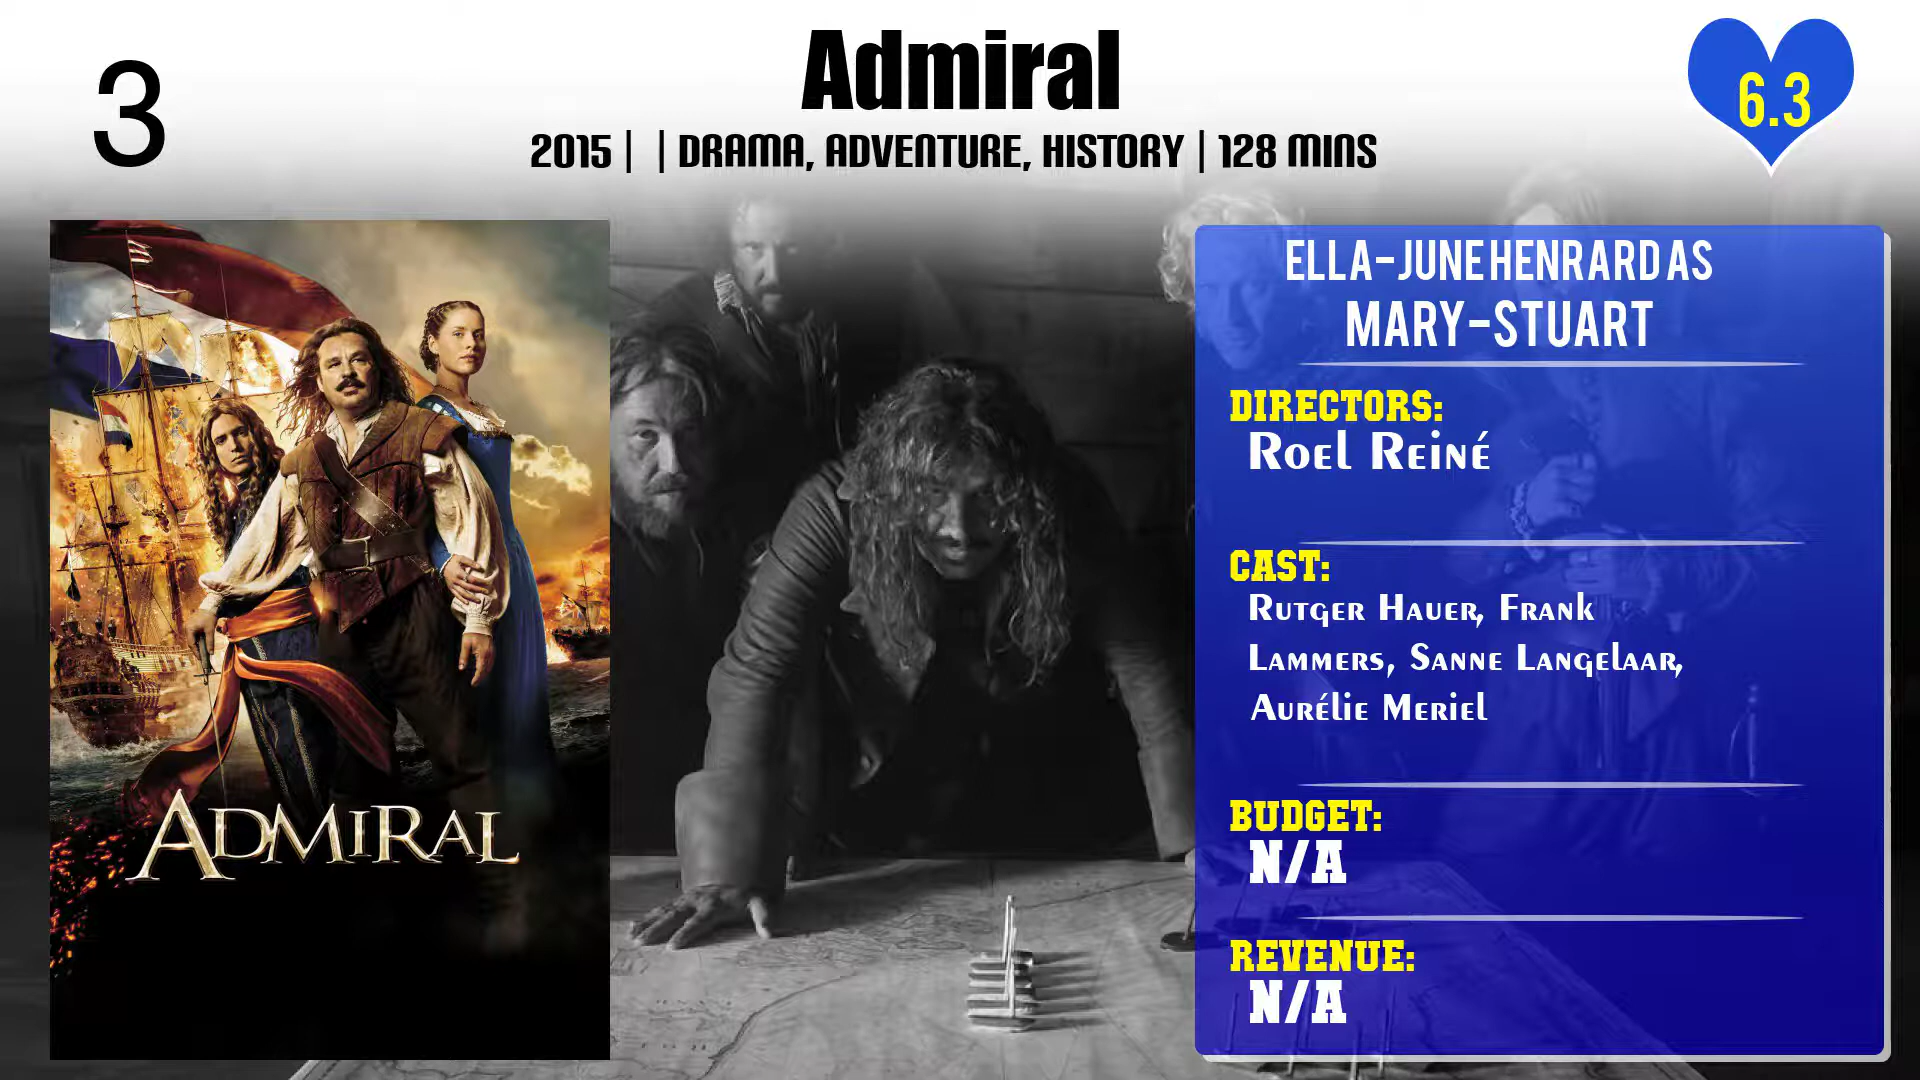 3
Admiral
2015 | | DRAMA, ADVENTURE, HISTORY | 128 MINS
6.3
ADMIRAL
ELLA-JUNE HENRARD AS
MARY-STUART
DIRECTORS:
Roel Reiné
CAST:
Rutger Hauer, Frank
Lammers, Sanne Langelaar,
Aurélie Meriel
BUDGET:
N/A
REVENUE:
N/A